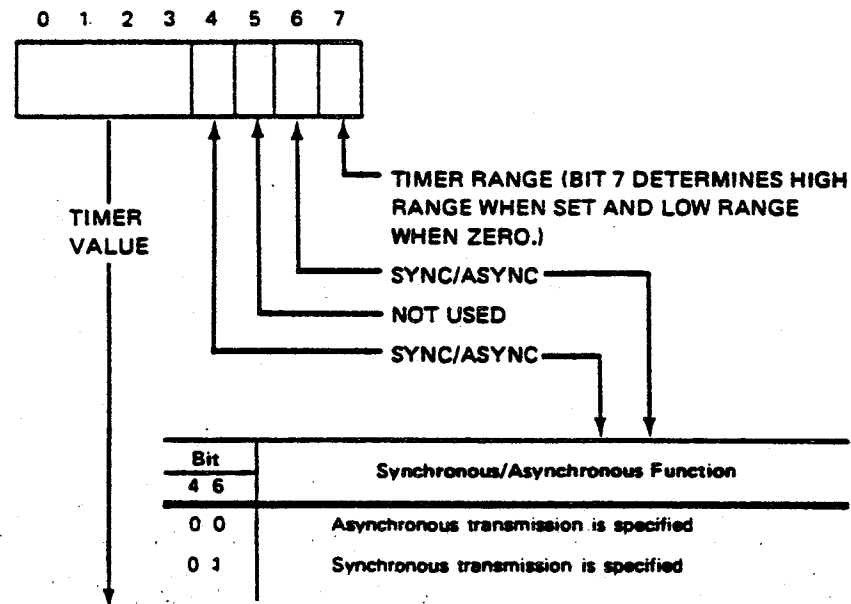 0 1 2 3 4 5 6 7
TIMER RANGE (BIT 7 DETERMINES HIGH
RANGE WHEN SET AND LOW RANGE
WHEN ZERO.)
TIMER
VALUE
SYNC/ASYNC
NOT USED
SYNC/ASYNC
Bit
4 6
Synchronous/Asynchronous Function
0 0 Asynchronous transmission is specified
0 1 Synchronous transmission is specified